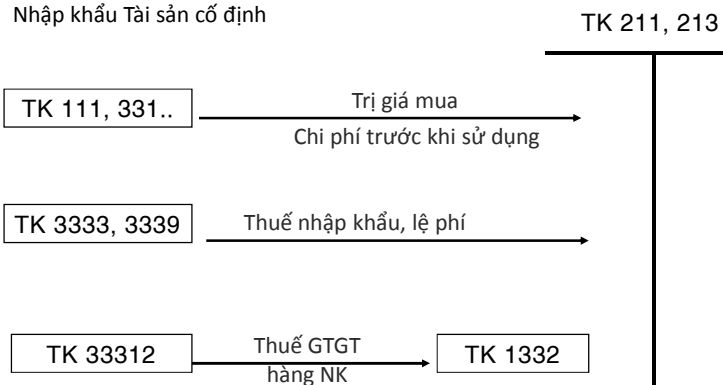 Nhập khẩu Tài sản cố định
TK 211, 213
TK 111, 331..
Trị giá mua
Chi phí trước khi sử dụng
TK 3333, 3339
Thuế nhập khẩu, lệ phí
TK 33312
Thuế GTGT
hàng NK
TK 1332